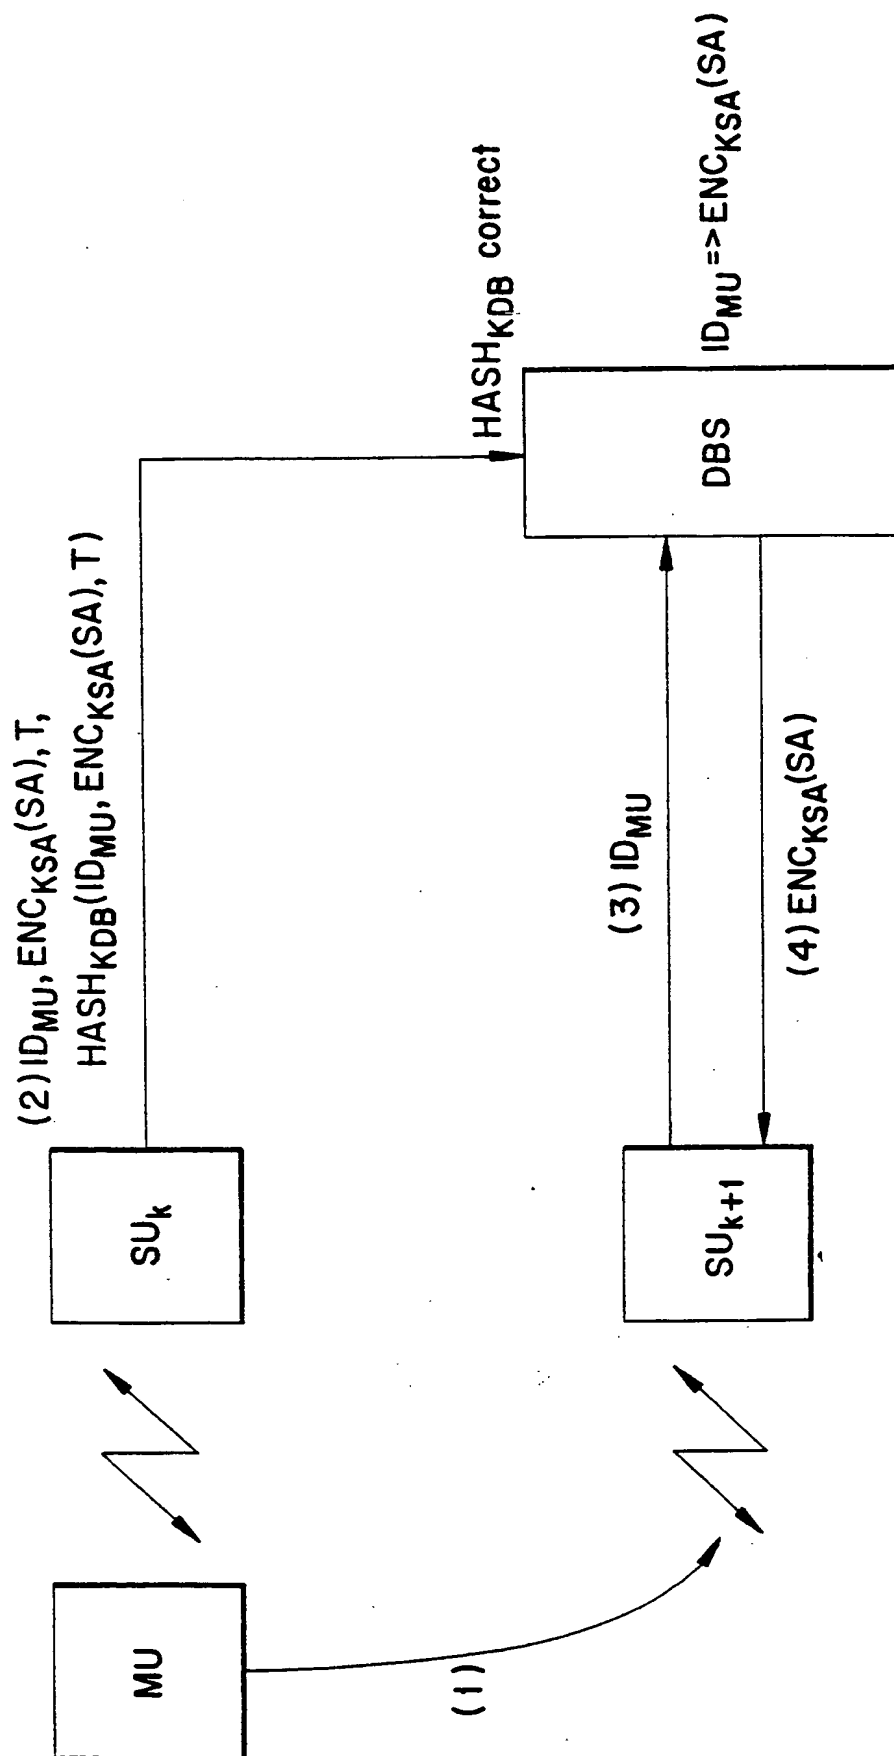 (2) ID_MU, ENC_KSA(SA), T,
HASH_KDB(ID_MU, ENC_KSA(SA), T)
HASH_KDB correct
MU
SU_k
(1)
(3) ID_MU
SU_k+1
(4) ENC_KSA(SA)
DBS
ID_MU => ENC_KSA(SA)